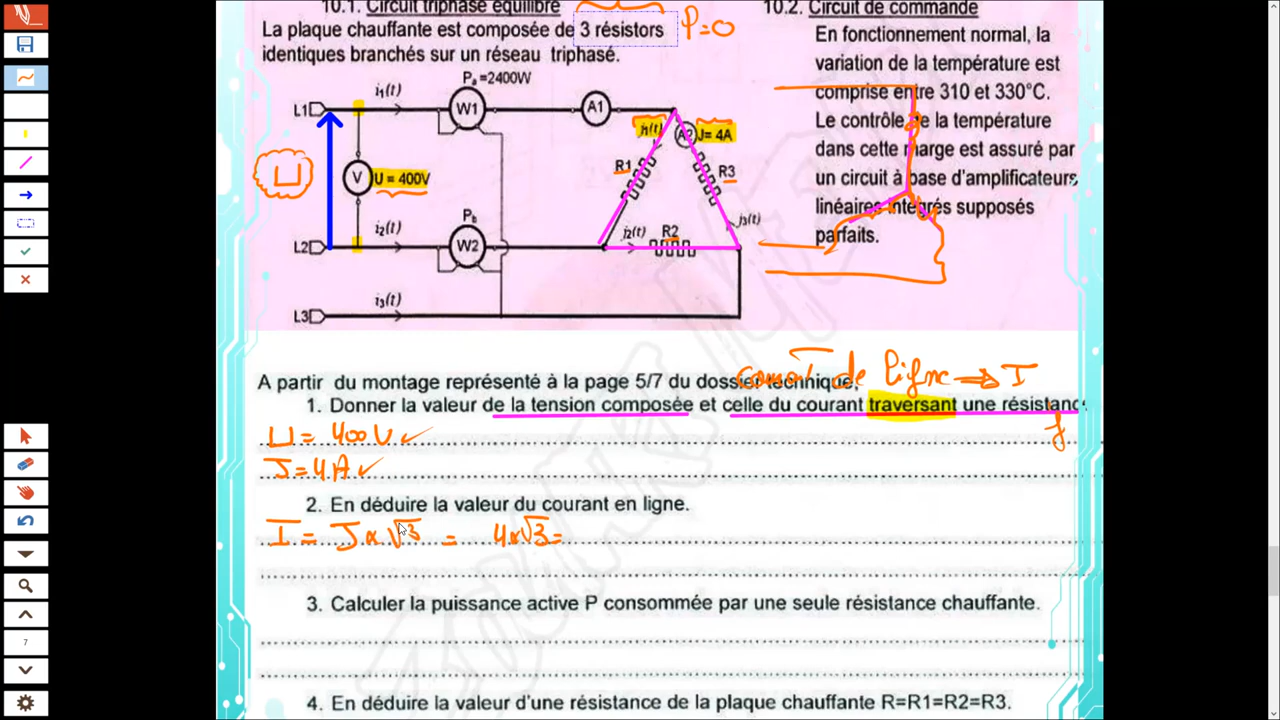 10.1. Circuit triphasé équilibré
φ=0
10.2. Circuit de commande
La plaque chauffante est composée de 3 résistors
identiques branchés sur un réseau triphasé.
En fonctionnement normal, la
variation de la température est
comprise entre 310 et 330°C.
Le contrôle de la température
dans cette marge est assuré par
un circuit à base d'amplificateurs
linéaires intégrés supposés
parfaits.
Pa =2400W
i1(t)
L1
W1
A1
j1(t)
A2
J= 4A
R1
R3
U
V
U = 400V
Pb
i2(t)
L2
W2
j2(t)
R2
j3(t)
i3(t)
L3
courant de ligne ⇒ I
A partir du montage représenté à la page 5/7 du dossier technique,
1. Donner la valeur de la tension composée et celle du courant traversant une résistance
U = 400V ✓
J
J = 4A ✓
2. En déduire la valeur du courant en ligne.
I = J × √3 = 4×√3 =
3. Calculer la puissance active P consommée par une seule résistance chauffante.
4. En déduire la valeur d'une résistance de la plaque chauffante R=R1=R2=R3.
7